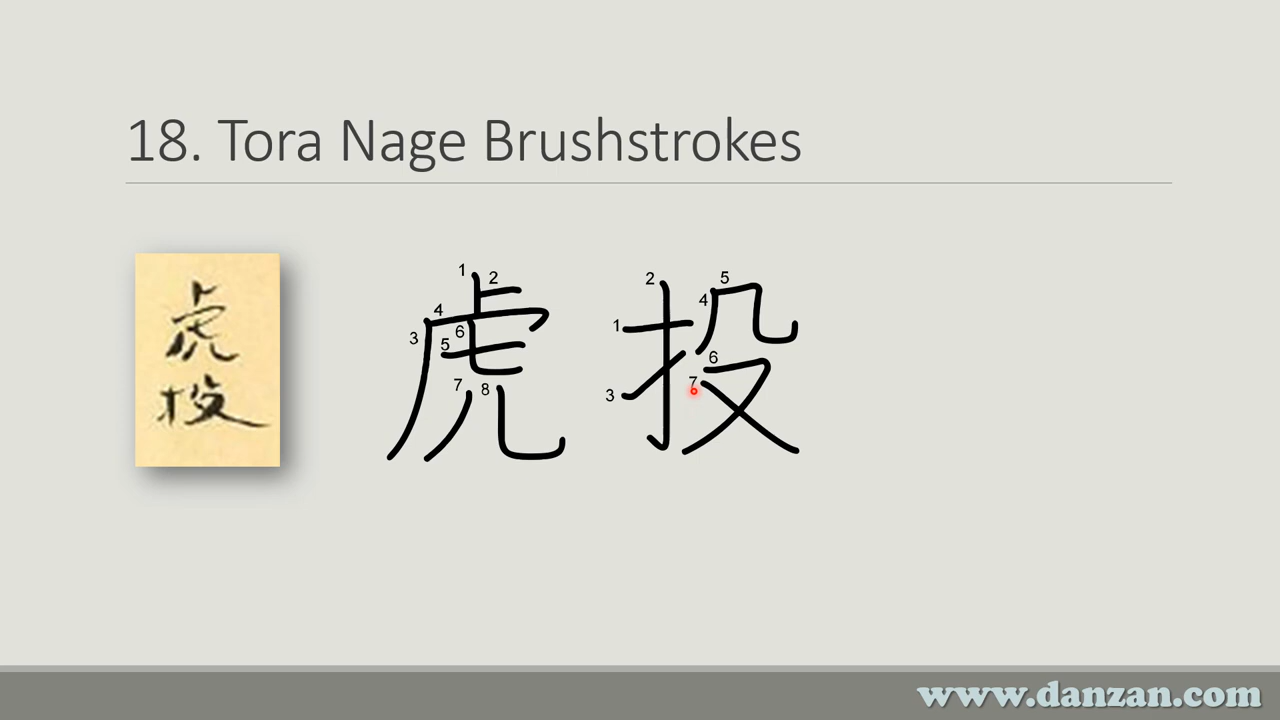 18. Tora Nage Brushstrokes
虎
投
虎 投
1 2 3 4 5 6 7 8
1 2 3 4 5 6 7
www.danzan.com